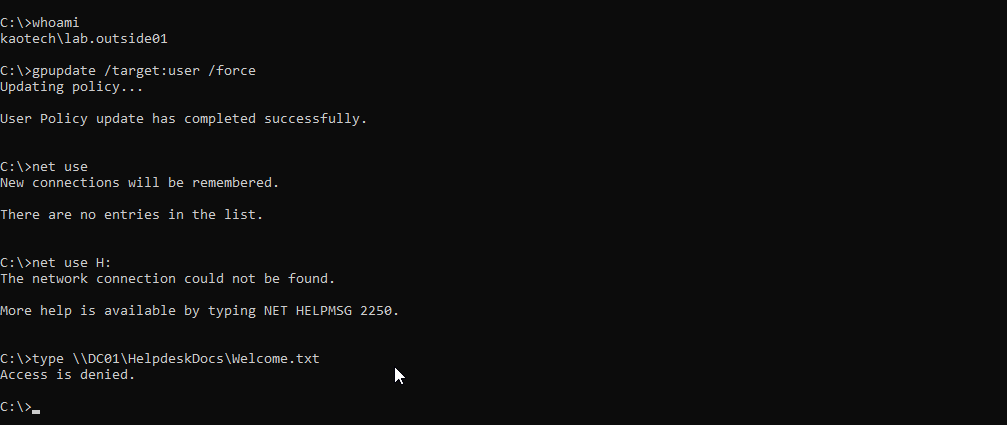 C:\>whoami
kaotech\lab.outside01
C:\>gpupdate /target:user /force
Updating policy...
User Policy update has completed successfully.
C:\>net use
New connections will be remembered.
There are no entries in the list.
C:\>net use H:
The network connection could not be found.
More help is available by typing NET HELPMSG 2250.
C:\>type \\DC01\HelpdeskDocs\Welcome.txt
Access is denied.
C:\>